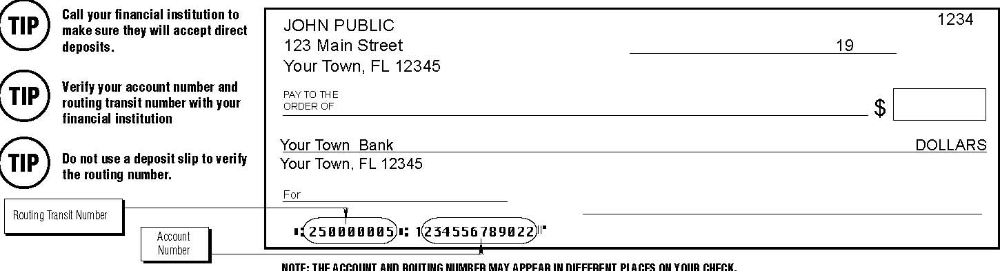 TIP
Call your financial institution to
make sure they will accept direct
deposits.
TIP
Verify your account number and
routing transit number with your
financial institution
TIP
Do not use a deposit slip to verify
the routing number.
Routing Transit Number
Account
Number
JOHN PUBLIC
1234
123 Main Street
19
Your Town, FL 12345
PAY TO THE
ORDER OF
$
Your Town Bank
DOLLARS
Your Town, FL 12345
For
⑆250000005⑆ 1234556789022⑈
NOTE: THE ACCOUNT AND ROUTING NUMBER MAY APPEAR IN DIFFERENT PLACES ON YOUR CHECK.